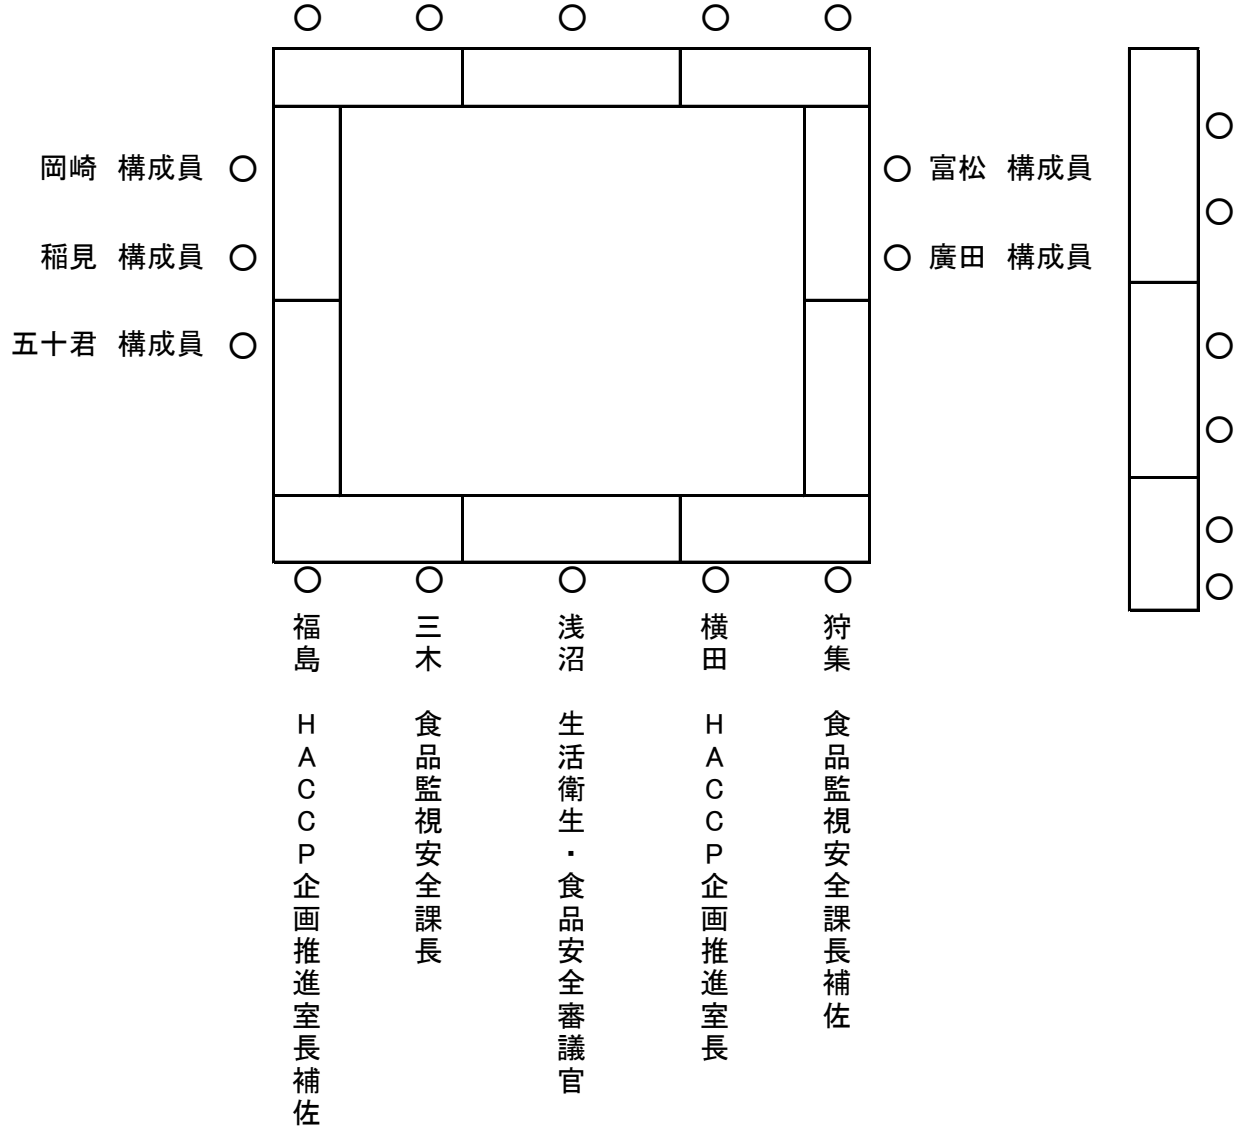 岡崎　構成員
稲見　構成員
五十君　構成員
富松　構成員
廣田　構成員
福島　ＨＡＣＣＰ企画推進室長補佐
三木　食品監視安全課長
浅沼　生活衛生・食品安全審議官
横田　ＨＡＣＣＰ企画推進室長
狩集　食品監視安全課長補佐